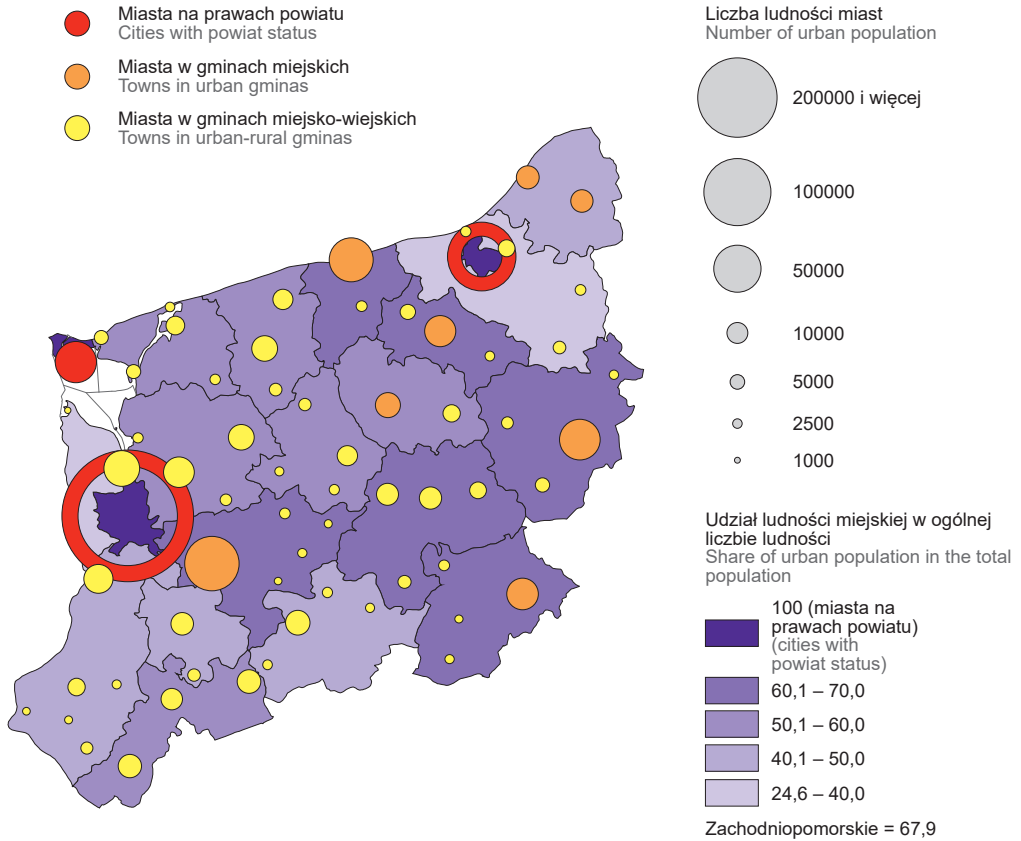 Miasta na prawach powiatu
Cities with powiat status
Miasta w gminach miejskich
Towns in urban gminas
Miasta w gminach miejsko-wiejskich
Towns in urban-rural gminas
Liczba ludności miast
Number of urban population
200000 i więcej
100000
50000
10000
5000
2500
1000
Udział ludności miejskiej w ogólnej
liczbie ludności
Share of urban population in the total
population
100 (miasta na
prawach powiatu)
(cities with
powiat status)
60,1 – 70,0
50,1 – 60,0
40,1 – 50,0
24,6 – 40,0
Zachodniopomorskie = 67,9